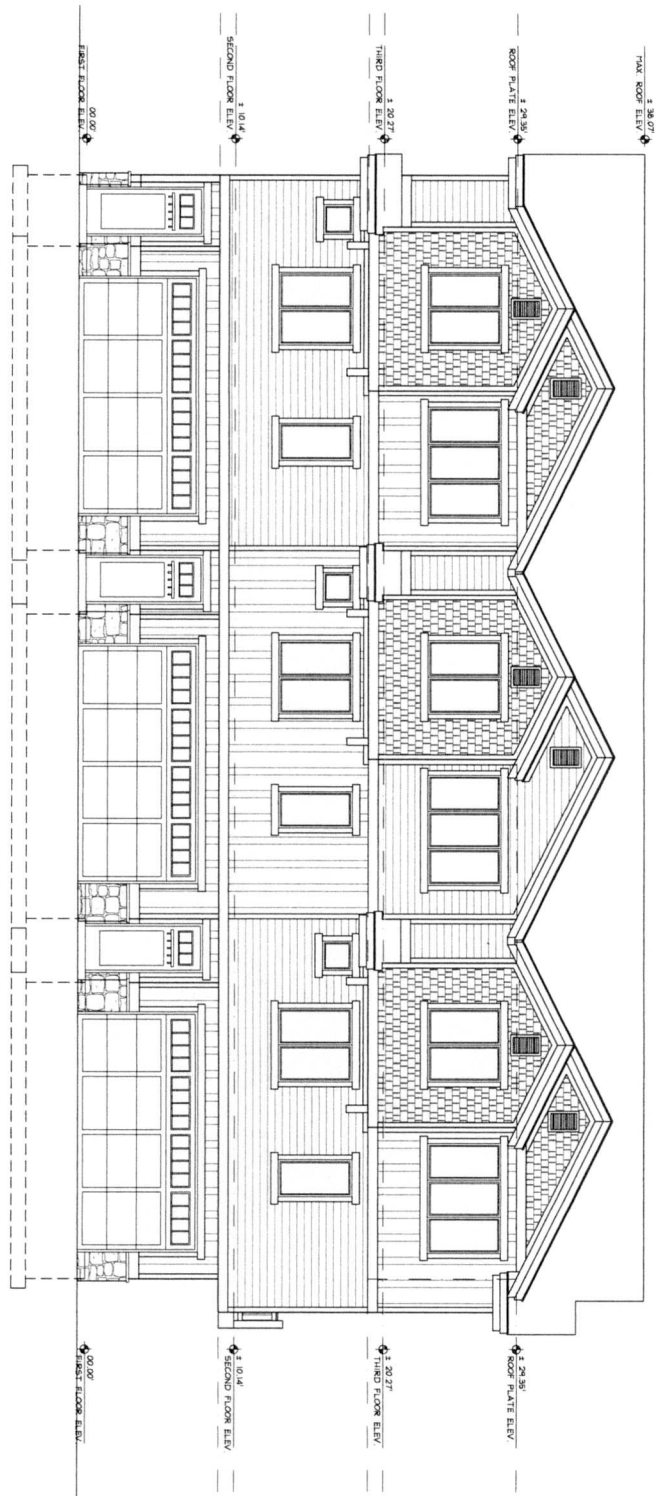 ± 38.07'
MAX. ROOF ELEV.
± 29.35'
ROOF PLATE ELEV.
± 20.27'
THIRD FLOOR ELEV.
± 10.14'
SECOND FLOOR ELEV.
00.00'
FIRST FLOOR ELEV.
± 29.35'
ROOF PLATE ELEV.
± 20.27'
THIRD FLOOR ELEV.
± 10.14'
SECOND FLOOR ELEV.
00.00'
FIRST FLOOR ELEV.